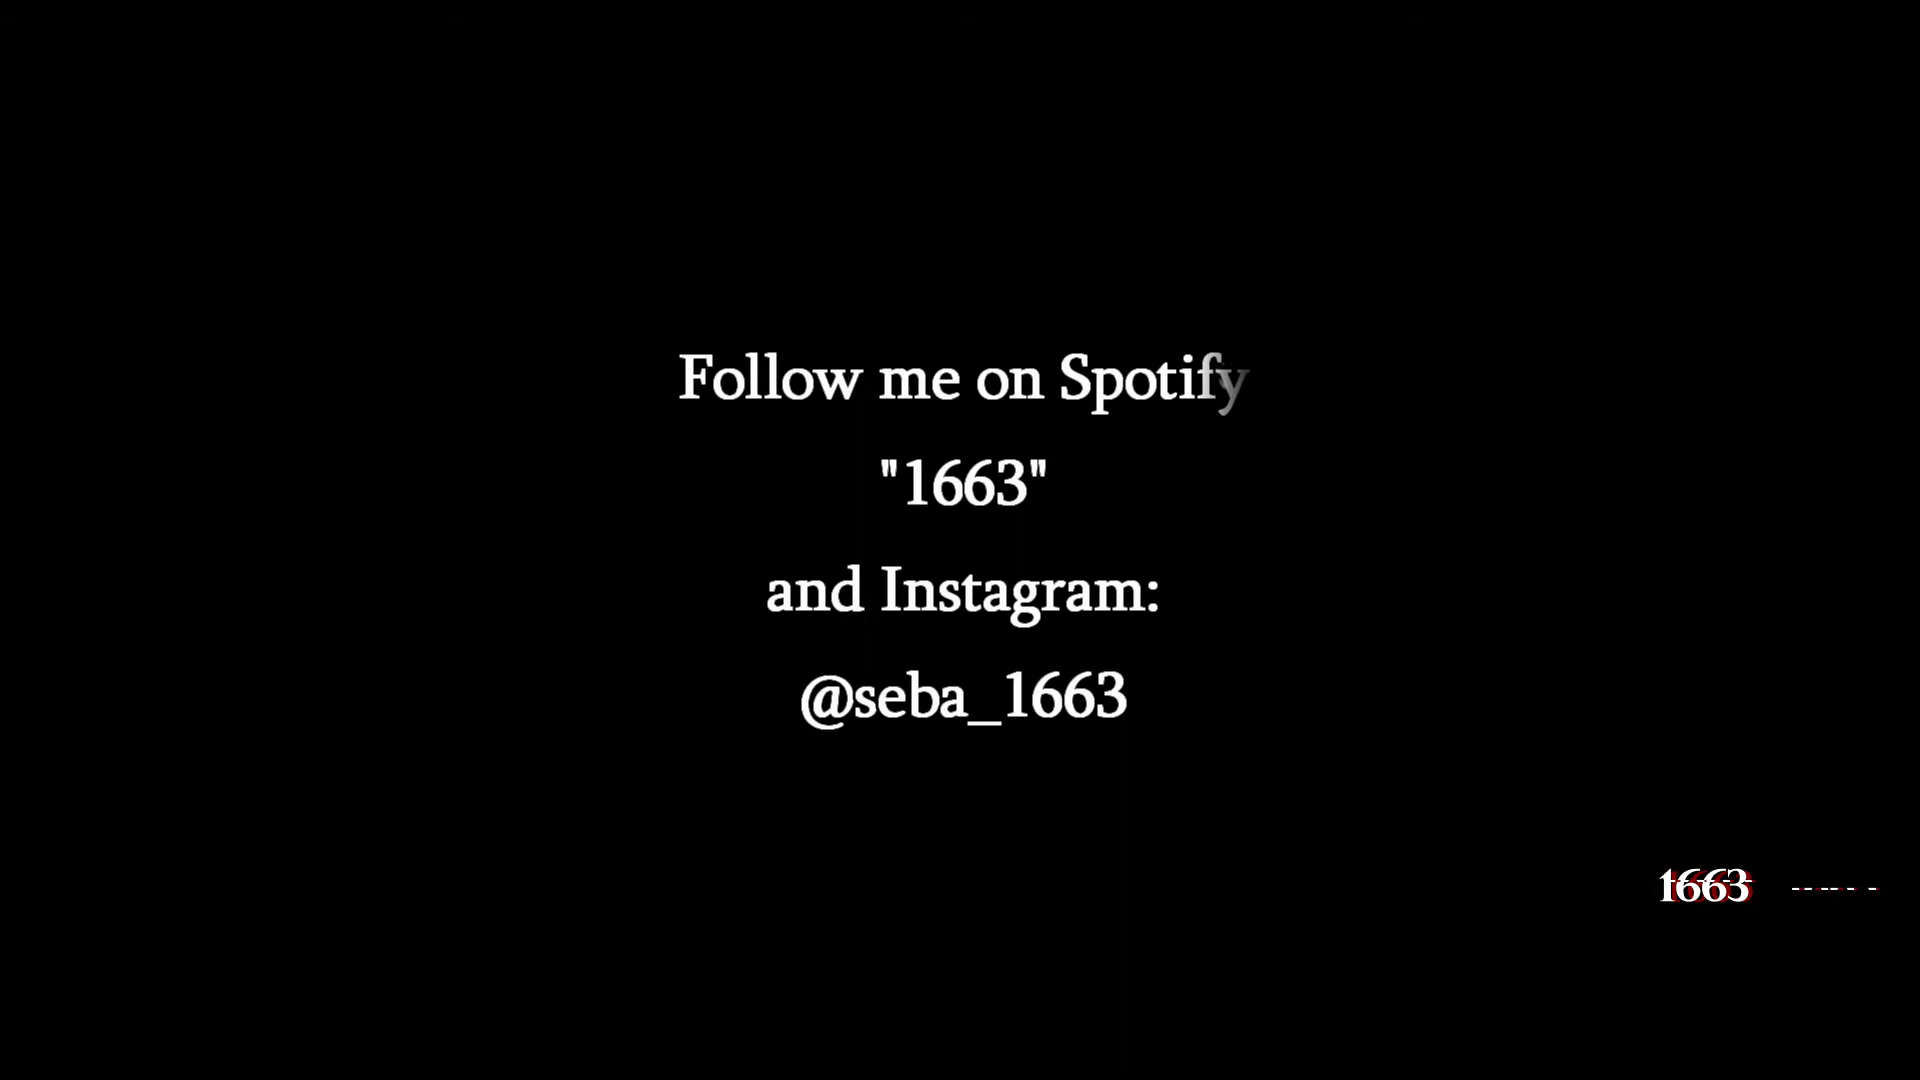 Follow me on Spotify
"1663"
and Instagram:
@seba_1663
1663